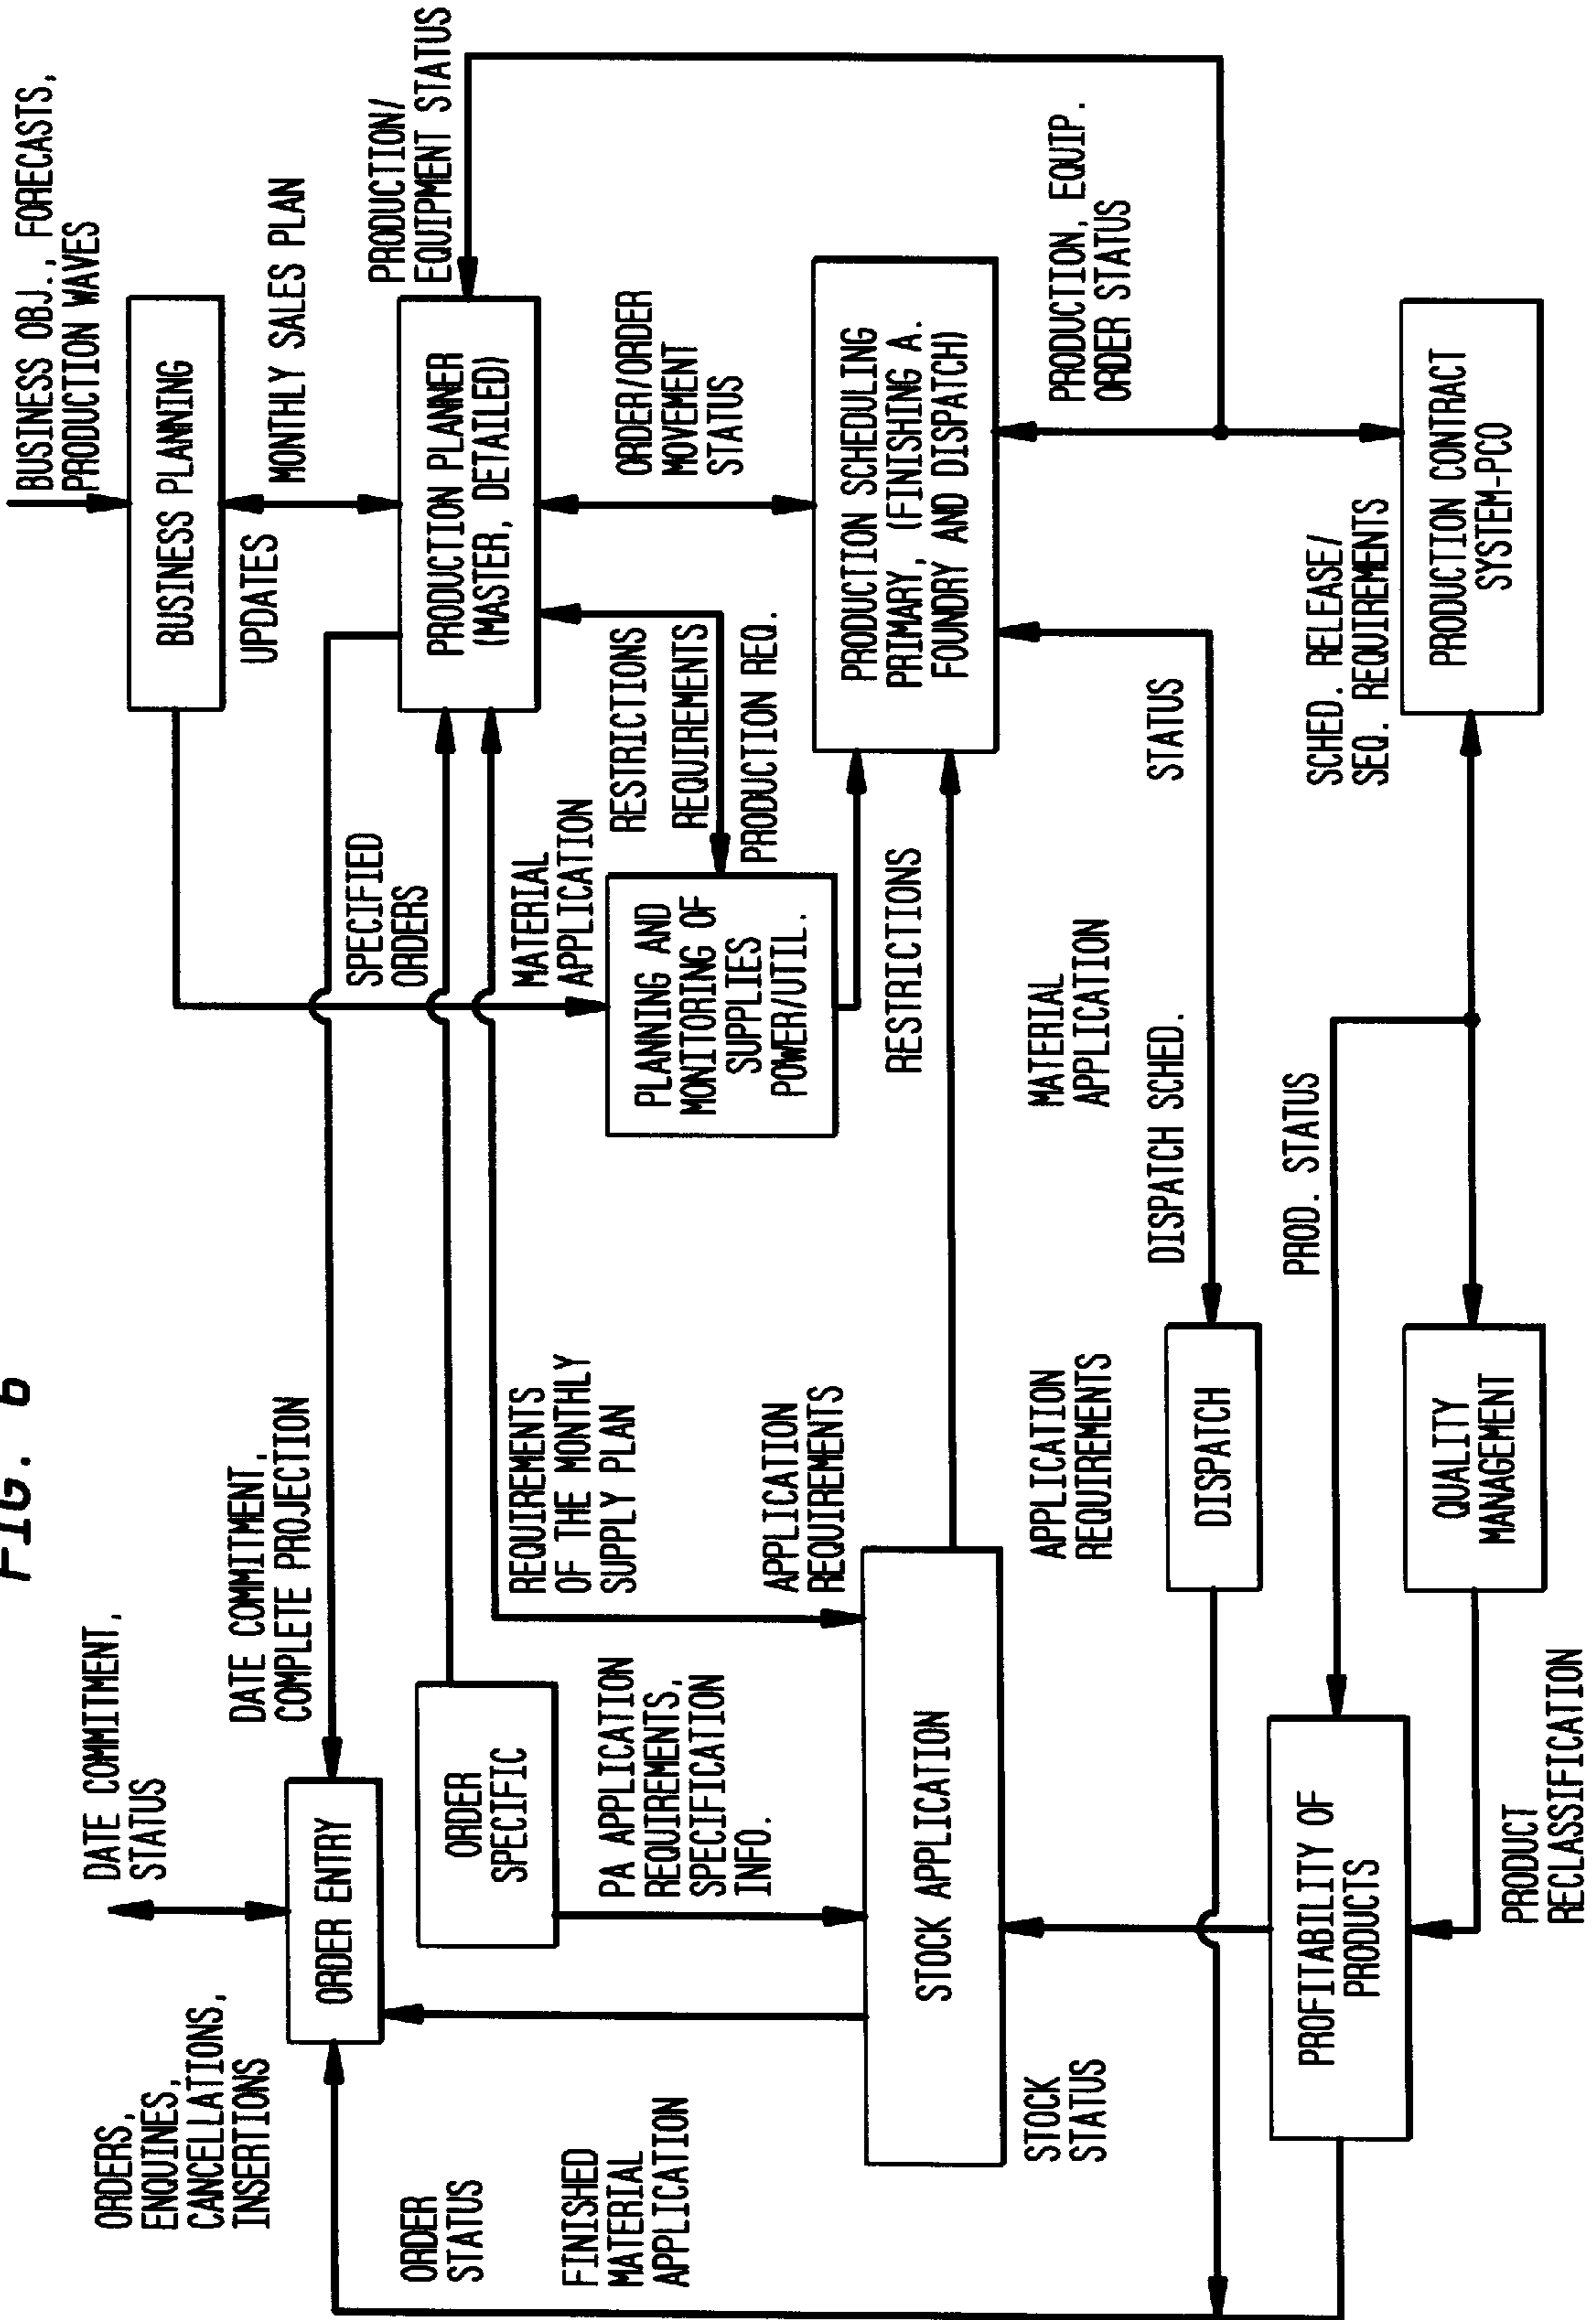 FIG. 6
ORDERS,
ENQUINES,
CANCELLATIONS,
INSERTIONS
DATE COMMITMENT,
STATUS
BUSINESS OBJ., FORECASTS,
PRODUCTION WAVES
BUSINESS PLANNING
UPDATES
MONTHLY SALES PLAN
DATE COMMITMENT,
COMPLETE PROJECTION
ORDER ENTRY
ORDER
STATUS
ORDER
SPECIFIC
SPECIFIED
ORDERS
PRODUCTION PLANNER
(MASTER, DETAILED)
PRODUCTION/
EQUIPMENT STATUS
FINISHED
MATERIAL
APPLICATION
PA APPLICATION
REQUIREMENTS,
SPECIFICATION
INFO.
REQUIREMENTS
OF THE MONTHLY
SUPPLY PLAN
MATERIAL
APPLICATION
RESTRICTIONS
REQUIREMENTS
PRODUCTION REQ.
ORDER/ORDER
MOVEMENT
STATUS
PLANNING AND
MONITORING OF
SUPPLIES
POWER/UTIL.
APPLICATION
REQUIREMENTS
STOCK APPLICATION
RESTRICTIONS
PRODUCTION SCHEDULING
PRIMARY, (FINISHING A.
FOUNDRY AND DISPATCH)
STOCK
STATUS
APPLICATION
REQUIREMENTS
MATERIAL
APPLICATION
PRODUCTION, EQUIP.
ORDER STATUS
DISPATCH SCHED.
STATUS
DISPATCH
PROD. STATUS
SCHED. RELEASE/
SEQ. REQUIREMENTS
PROFITABILITY OF
PRODUCTS
QUALITY
MANAGEMENT
PRODUCTION CONTRACT
SYSTEM-PCO
PRODUCT
RECLASSIFICATION